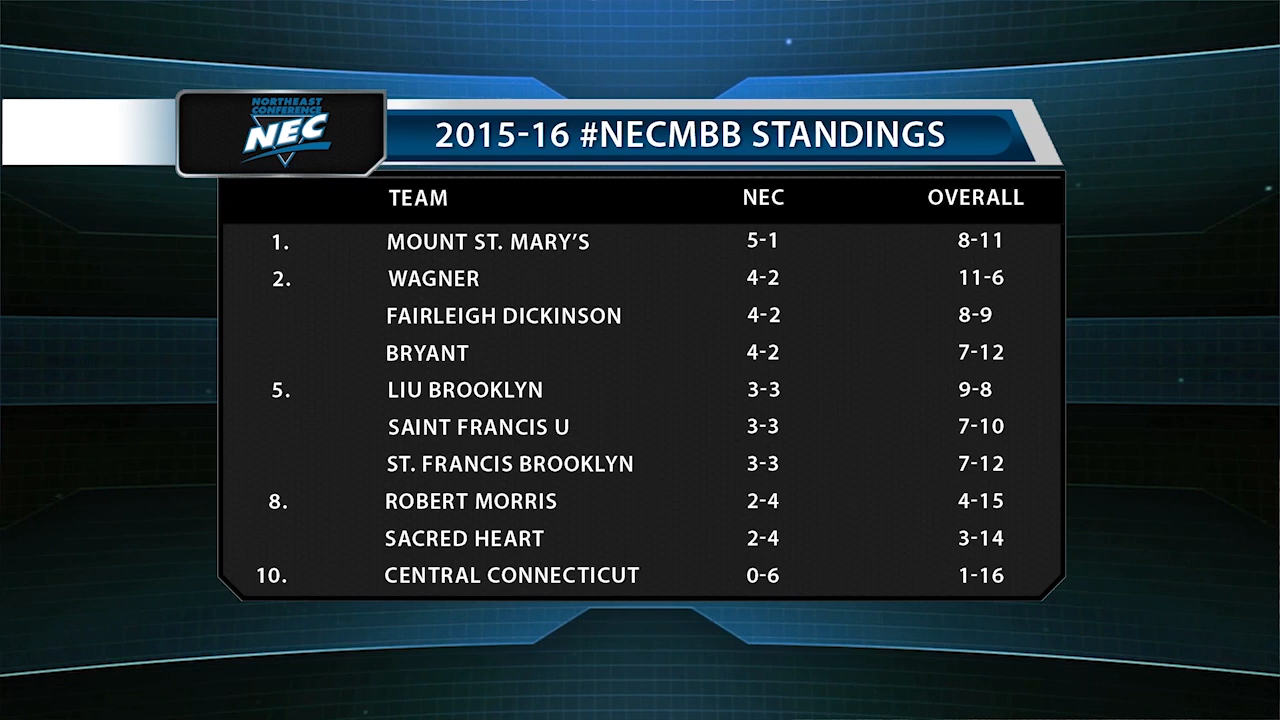 NORTHEAST
CONFERENCE
NEC
2015-16 #NECMBB STANDINGS
TEAM NEC OVERALL
1. MOUNT ST. MARY'S 5-1 8-11
2. WAGNER 4-2 11-6
FAIRLEIGH DICKINSON 4-2 8-9
BRYANT 4-2 7-12
5. LIU BROOKLYN 3-3 9-8
SAINT FRANCIS U 3-3 7-10
ST. FRANCIS BROOKLYN 3-3 7-12
8. ROBERT MORRIS 2-4 4-15
SACRED HEART 2-4 3-14
10. CENTRAL CONNECTICUT 0-6 1-16